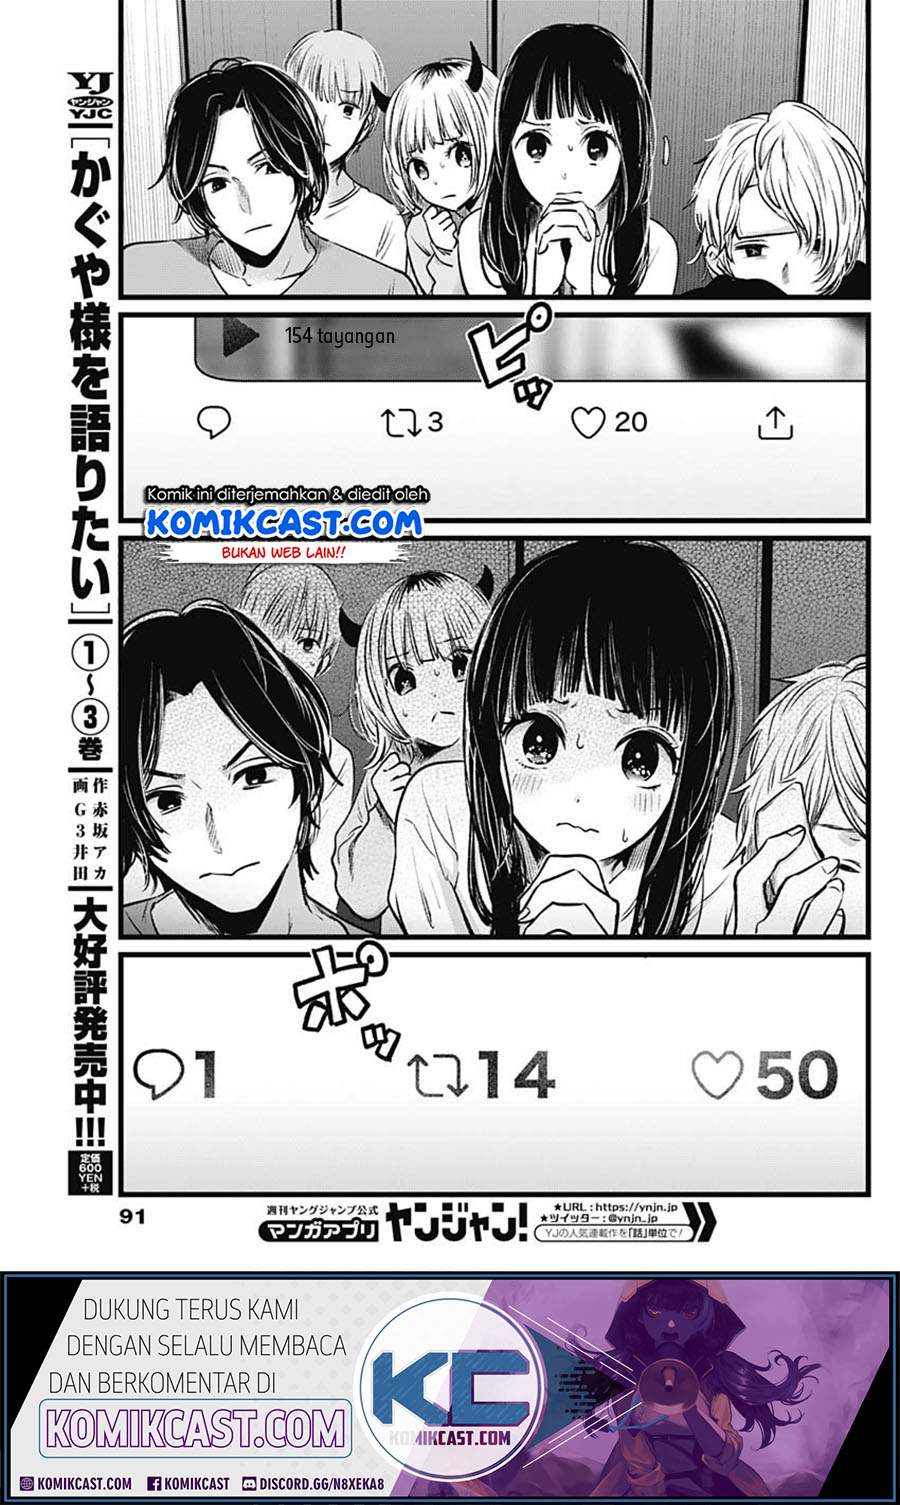 YJ
ヤンジャン
YJC
[かぐや様を語りたい]
①〜③巻
作 赤坂アカ
画 G3井田
大好評発売中!!!
定価
600
YEN
+税
154 tayangan
ピッ
3
20
Komik ini diterjemahkan & diedit oleh
KOMIKCAST.COM
BUKAN WEB LAIN!!
ポッ
1
14
50
91
週刊ヤングジャンプ公式
マンガアプリ
ヤンジャン!
★URL : https://ynjn.jp
★ツイッター : @ynjn_jp
YJの人気連載作を「話」単位で!
DUKUNG TERUS KAMI
DENGAN SELALU MEMBACA
DAN BERKOMENTAR DI
KOMIKCAST.COM
KC
KOMIKCAST.COM
KOMIKCAST.COM
KOMIKCAST
DISCORD.GG/N8XEKA8